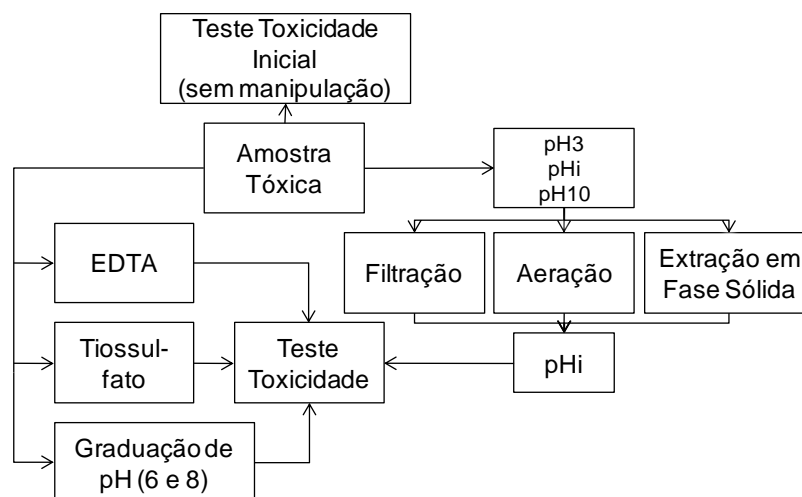 Teste Toxicidade
Inicial
(sem manipulação)
Amostra
Tóxica
pH3
pHi
pH10
EDTA
Filtração
Aeração
Extração em
Fase Sólida
Tiossul-
fato
Teste
Toxicidade
pHi
Graduação de
pH (6 e 8)